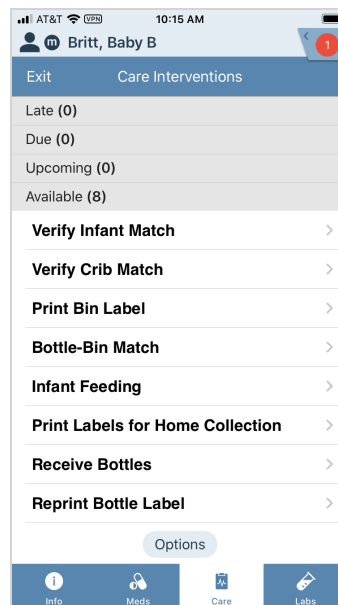 AT&T VPN 10:15 AM
m Britt, Baby B 1
Exit Care Interventions
Late (0)
Due (0)
Upcoming (0)
Available (8)
Verify Infant Match
Verify Crib Match
Print Bin Label
Bottle-Bin Match
Infant Feeding
Print Labels for Home Collection
Receive Bottles
Reprint Bottle Label
Options
Info Meds Care Labs